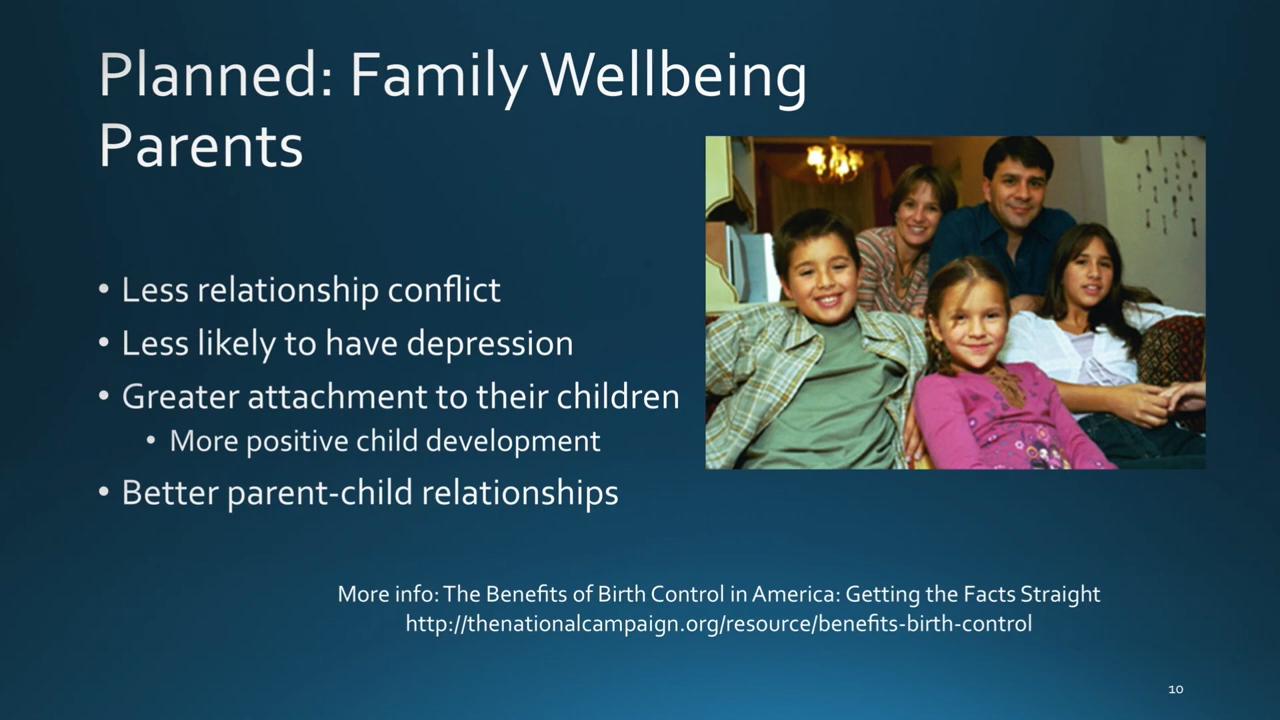 Planned: Family Wellbeing
Parents
• Less relationship conflict
• Less likely to have depression
• Greater attachment to their children
• More positive child development
• Better parent-child relationships
More info: The Benefits of Birth Control in America: Getting the Facts Straight
http://thenationalcampaign.org/resource/benefits-birth-control
10